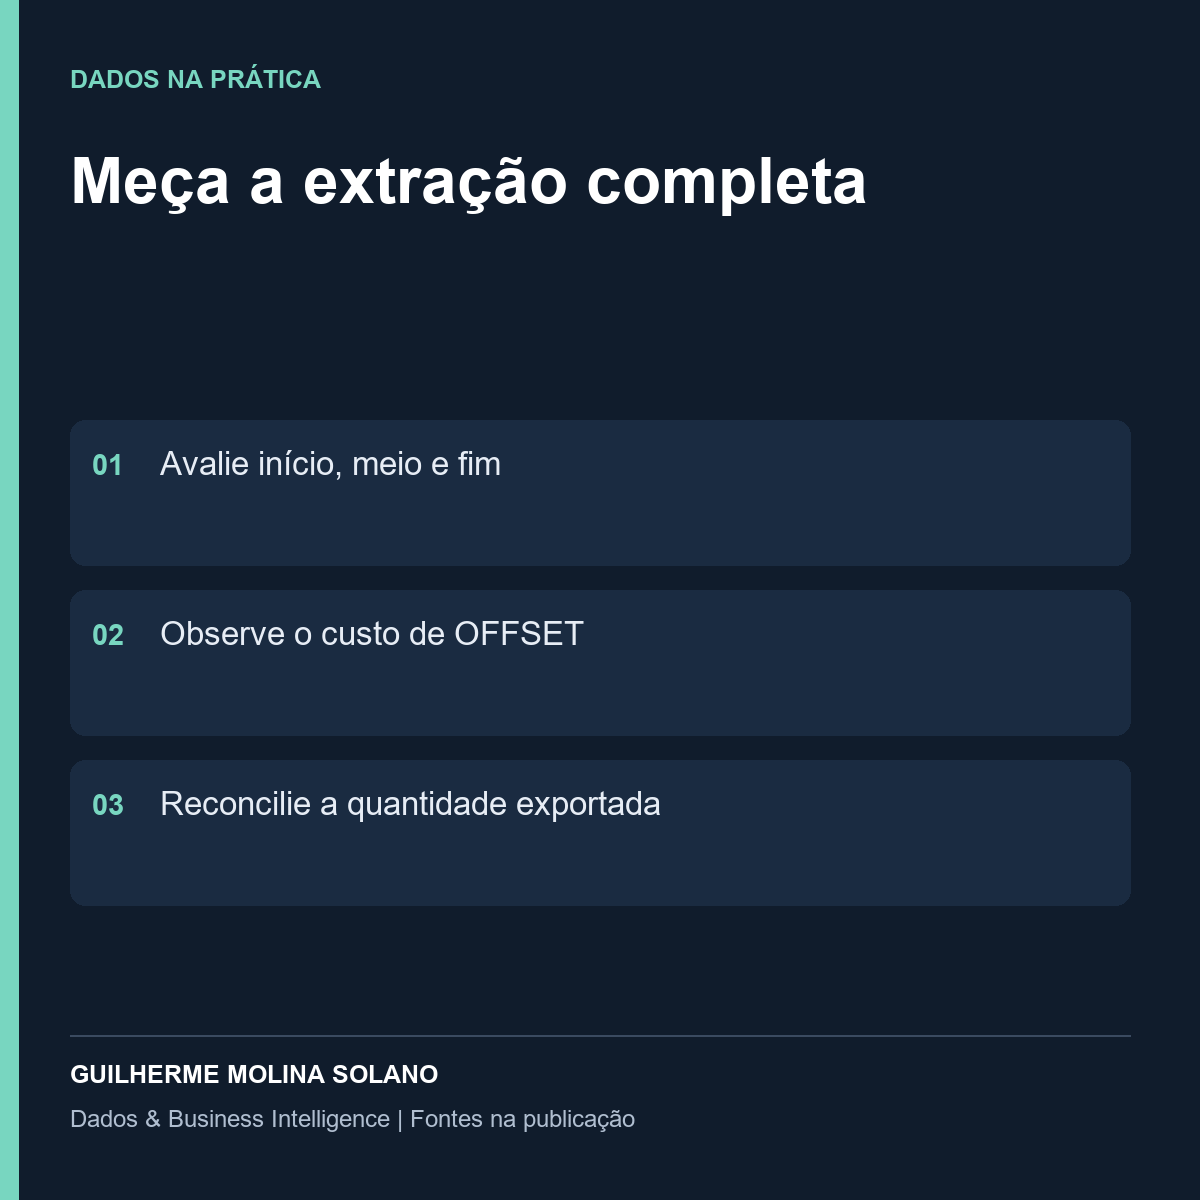 DADOS NA PRÁTICA
Meça a extração completa
01 Avalie início, meio e fim
02 Observe o custo de OFFSET
03 Reconcilie a quantidade exportada
GUILHERME MOLINA SOLANO
Dados & Business Intelligence | Fontes na publicação